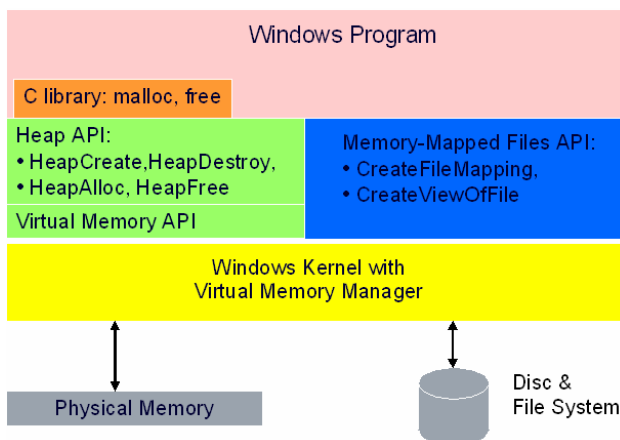 Windows Program
C library: malloc, free
Heap API:
• HeapCreate,HeapDestroy,
• HeapAlloc, HeapFree
Virtual Memory API
Memory-Mapped Files API:
• CreateFileMapping,
• CreateViewOfFile
Windows Kernel with
Virtual Memory Manager
Physical Memory
Disc &
File System